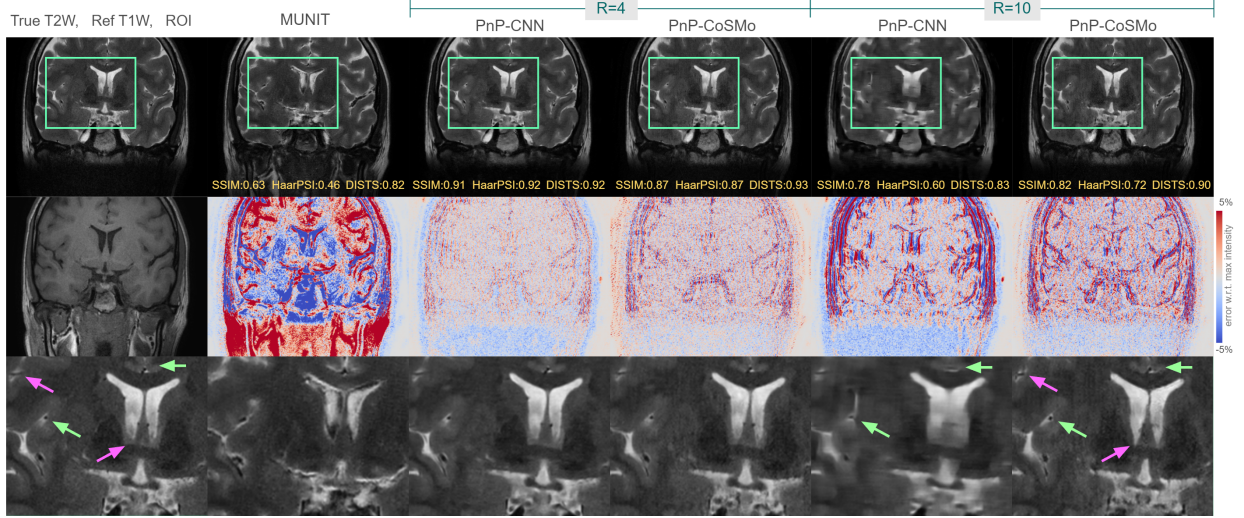 R=4 R=10
True T2W, Ref T1W, ROI MUNIT PnP-CNN PnP-CoSMo PnP-CNN PnP-CoSMo
SSIM:0.63 HaarPSI:0.46 DISTS:0.82 SSIM:0.91 HaarPSI:0.92 DISTS:0.92 SSIM:0.87 HaarPSI:0.87 DISTS:0.93 SSIM:0.78 HaarPSI:0.60 DISTS:0.83 SSIM:0.82 HaarPSI:0.72 DISTS:0.90
5%
error w.r.t. max intensity
-5%